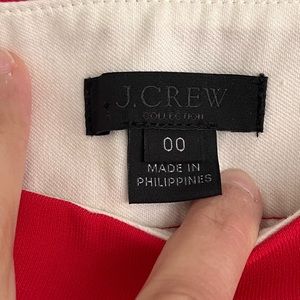 J.CREW
COLLECTION
00
MADE IN
PHILIPPINES